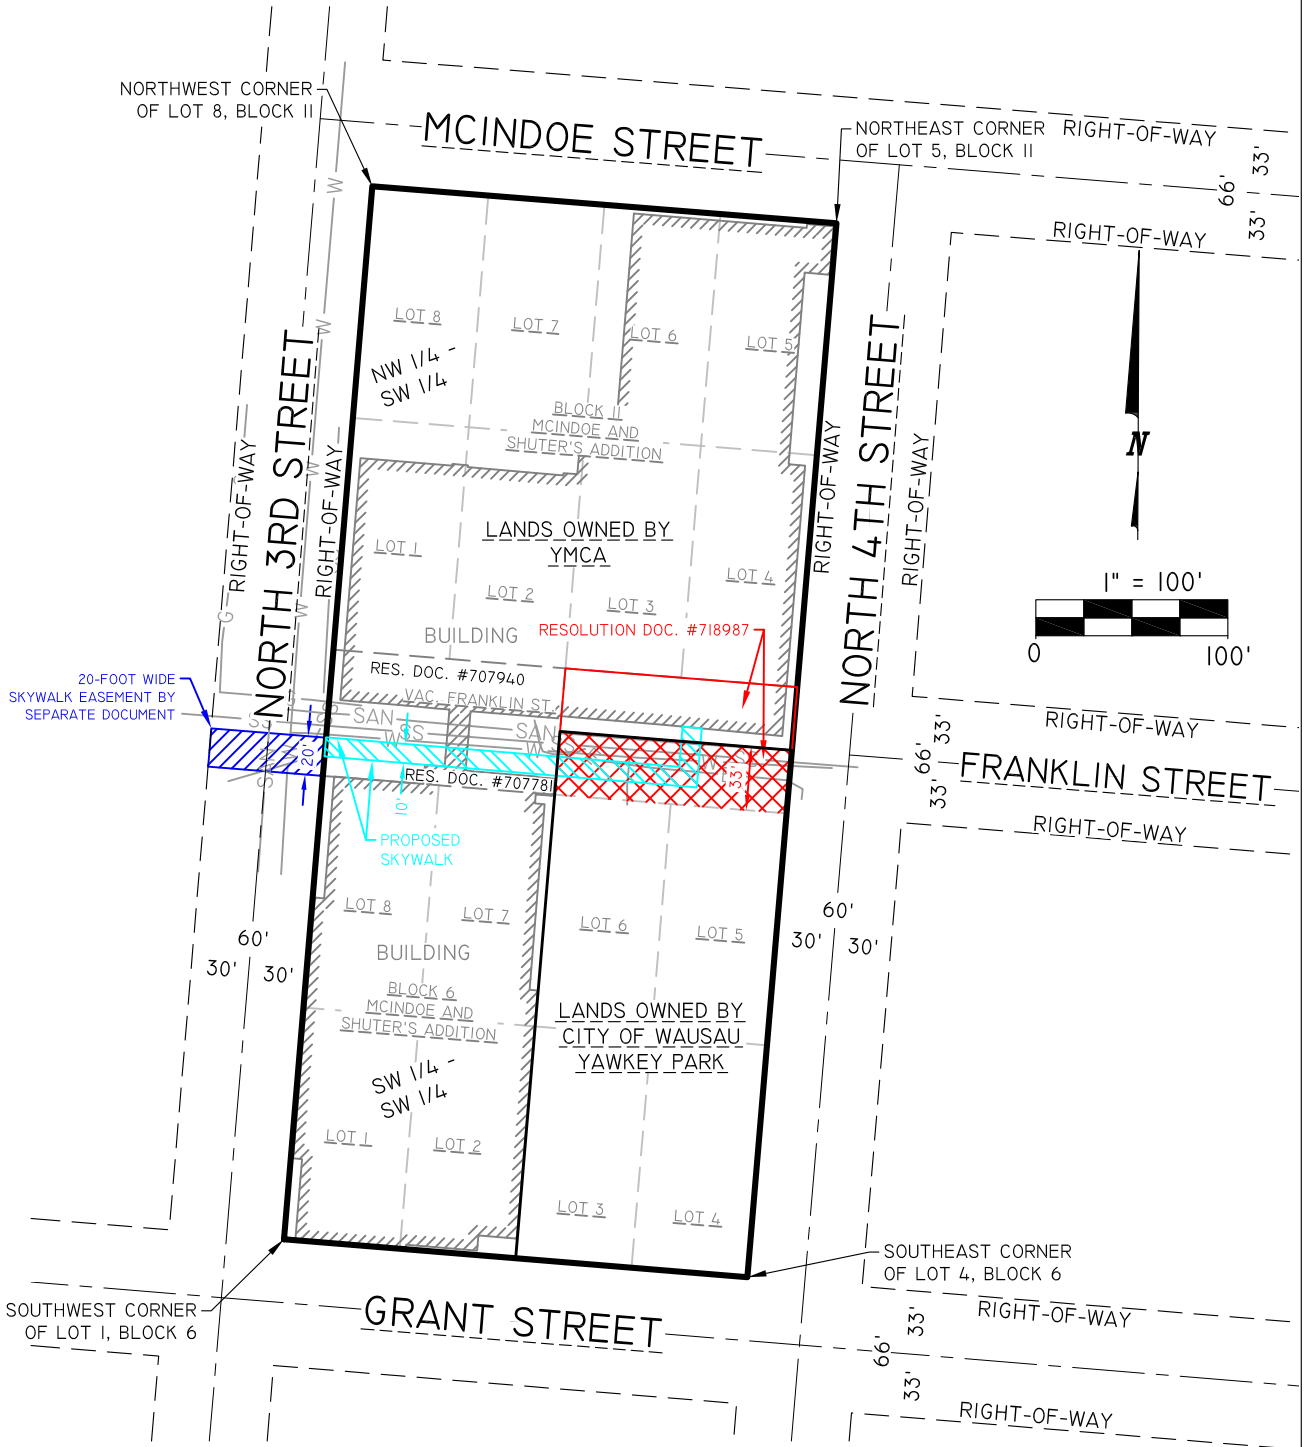 NORTHWEST CORNER
OF LOT 8, BLOCK 11
MCINDOE STREET
NORTHEAST CORNER
OF LOT 5, BLOCK 11
RIGHT-OF-WAY
33'
66'
33'
RIGHT-OF-WAY
W
W
W
W
W
LOT 8
LOT 7
LOT 6
LOT 5
NW 1/4 -
SW 1/4
BLOCK 11
MCINDOE AND
SHUTER'S ADDITION
NORTH 3RD STREET
RIGHT-OF-WAY
RIGHT-OF-WAY
NORTH 4TH STREET
RIGHT-OF-WAY
RIGHT-OF-WAY
N
1" = 100'
0
100'
LANDS OWNED BY
YMCA
LOT 1
LOT 2
LOT 3
LOT 4
BUILDING
RESOLUTION DOC. #718987
G
RES. DOC. #707940
VAC. FRANKLIN ST.
20-FOOT WIDE
SKYWALK EASEMENT BY
SEPARATE DOCUMENT
SS
SS
SAN
SS
SAN
W
W
SS
W
SAN
W
20'
33'
RES. DOC. #707781
10'
PROPOSED
SKYWALK
RIGHT-OF-WAY
33'
66'
33'
FRANKLIN STREET
RIGHT-OF-WAY
LOT 8
LOT 7
LOT 6
LOT 5
60'
30'
30'
60'
30'
30'
BUILDING
BLOCK 6
MCINDOE AND
SHUTER'S ADDITION
LANDS OWNED BY
CITY OF WAUSAU
YAWKEY PARK
SW 1/4 -
SW 1/4
LOT 1
LOT 2
LOT 3
LOT 4
SOUTHEAST CORNER
OF LOT 4, BLOCK 6
SOUTHWEST CORNER
OF LOT 1, BLOCK 6
GRANT STREET
RIGHT-OF-WAY
33'
66'
33'
RIGHT-OF-WAY